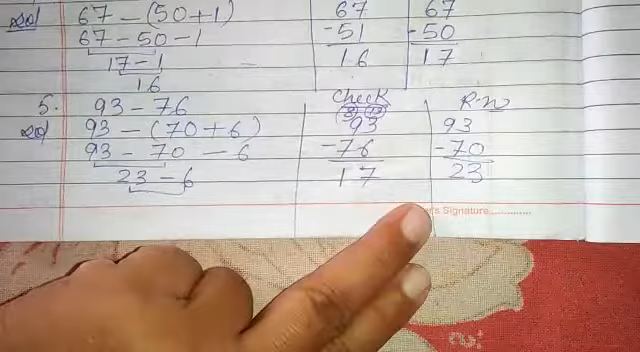 sol 67 - (50+1) 67 67
67 - 50 - 1 -51 -50
17 - 1 16 17
16
5. 93 - 76 Check R.W
sol 93 - (70+6) 93 93
93 - 70 - 6 -76 -70
23 - 6 17 23
's Signature..............